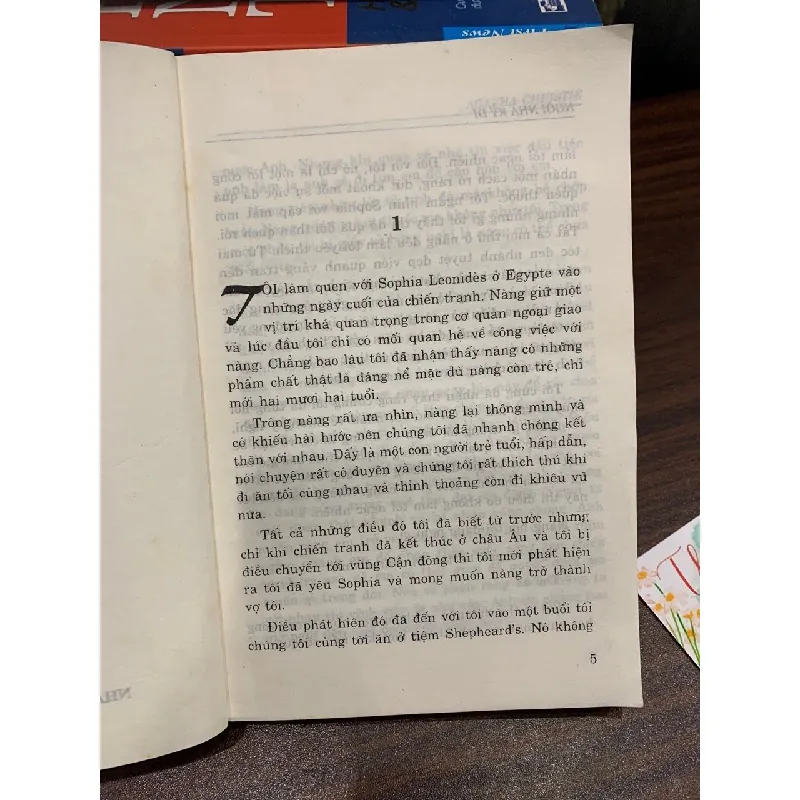 First News
1
TÔI làm quen với Sophia Leonidès ở Egypte vào
những ngày cuối của chiến tranh. Nàng giữ một
vị trí khá quan trọng trong cơ quan ngoại giao
và lúc đầu tôi chỉ có mối quan hệ về công việc với
nàng. Chẳng bao lâu tôi đã nhận thấy nàng có những
phẩm chất thật là đáng nể mặc dù nàng còn trẻ, chỉ
mới hai mươi hai tuổi.
Trông nàng rất ưa nhìn, nàng lại thông minh và
có khiếu hài hước nên chúng tôi đã nhanh chóng kết
thân với nhau. Đấy là một con người trẻ tuổi, hấp dẫn,
nói chuyện rất có duyên và chúng tôi rất thích thú khi
đi ăn tối cùng nhau và thỉnh thoảng còn đi khiêu vũ
nữa.
Tất cả những điều đó tôi đã biết từ trước nhưng
chỉ khi chiến tranh đã kết thúc ở châu Âu và tôi bị
điều chuyển tới vùng Cận đông thì tôi mới phát hiện
ra tôi đã yêu Sophia và mong muốn nàng trở thành
vợ tôi.
Điều phát hiện đó đã đến với tôi vào một buổi tối
chúng tôi cùng tới ăn ở tiệm Shepheard's. Nó không
5